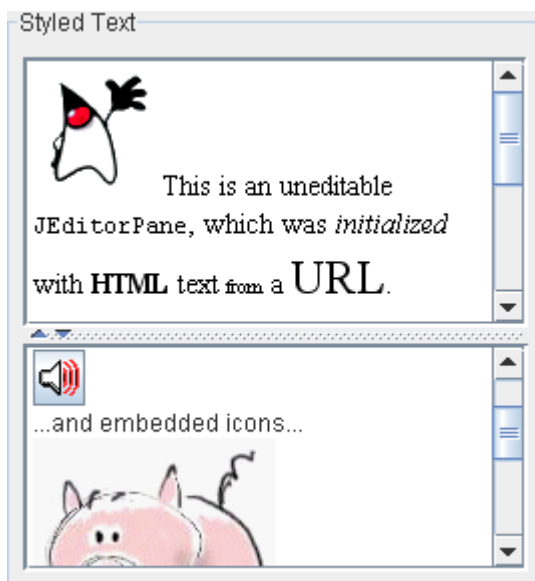 Styled Text
This is an uneditable
JEditorPane, which was initialized
with HTML text from a URL.
...and embedded icons...